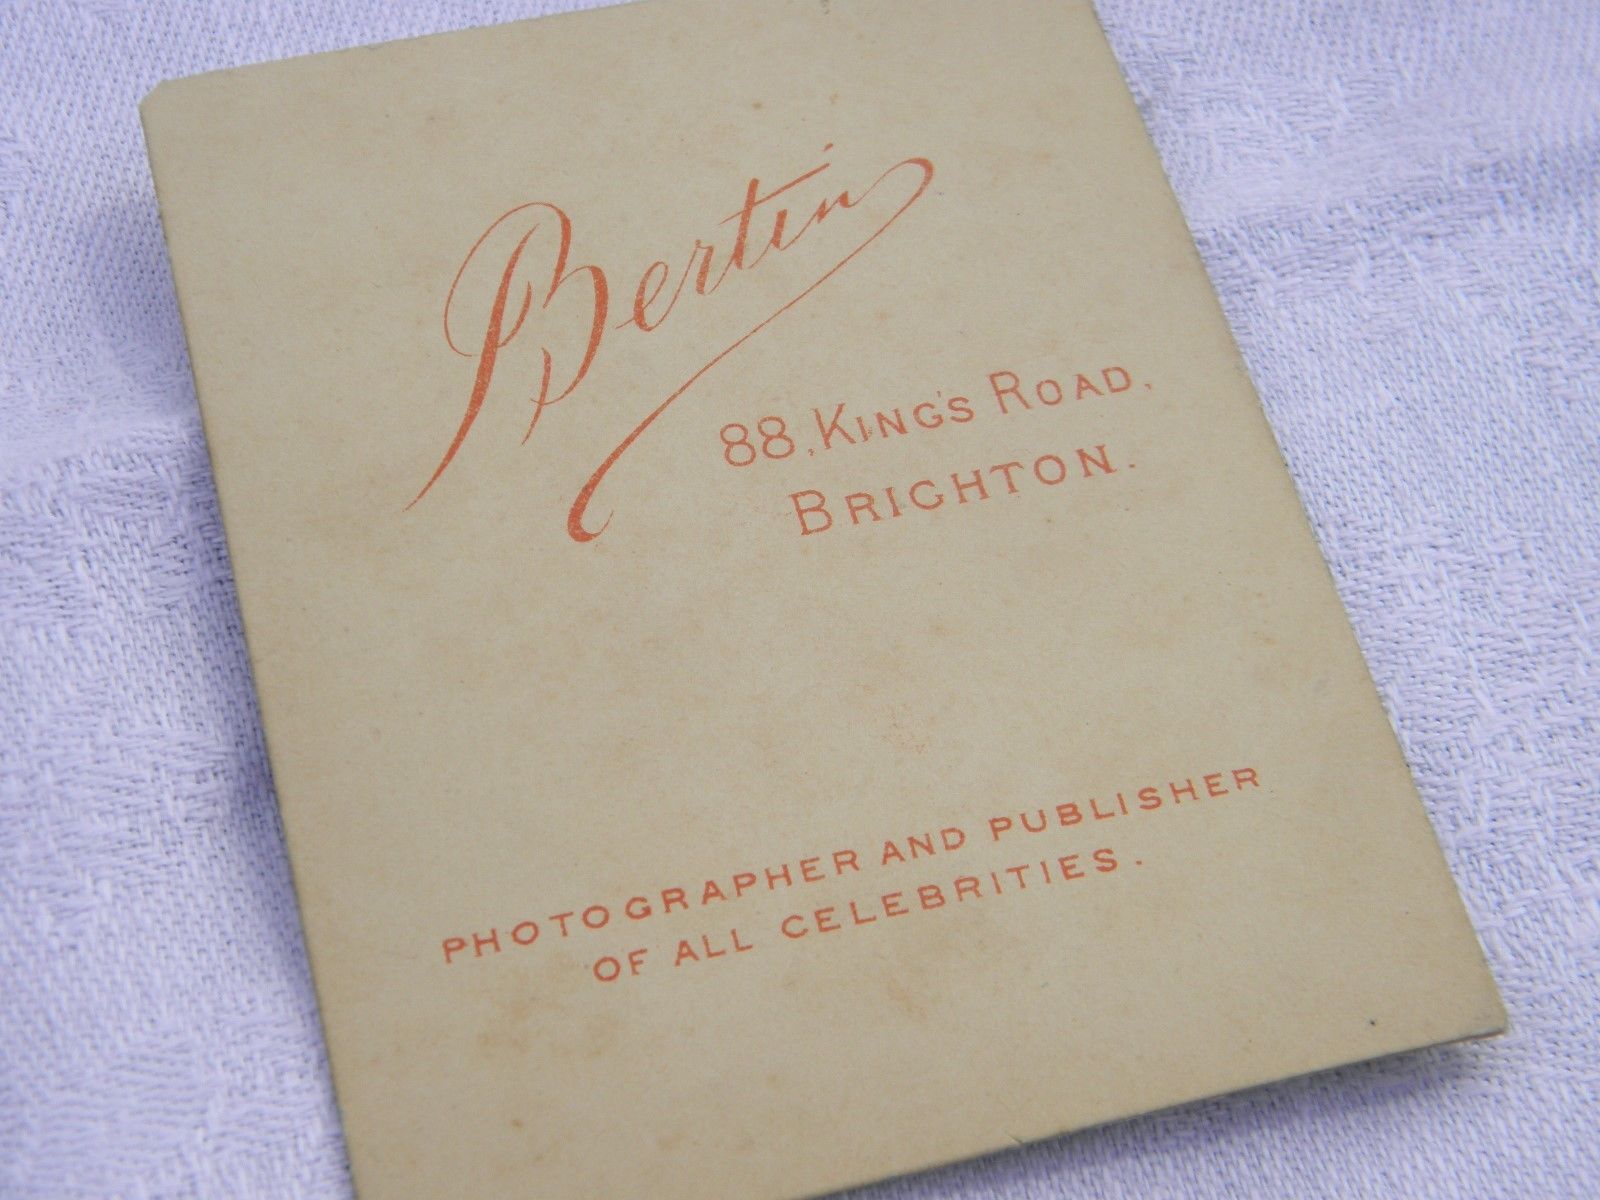 Bertin
88, KING'S ROAD,
BRIGHTON.
PHOTOGRAPHER AND PUBLISHER
OF ALL CELEBRITIES.